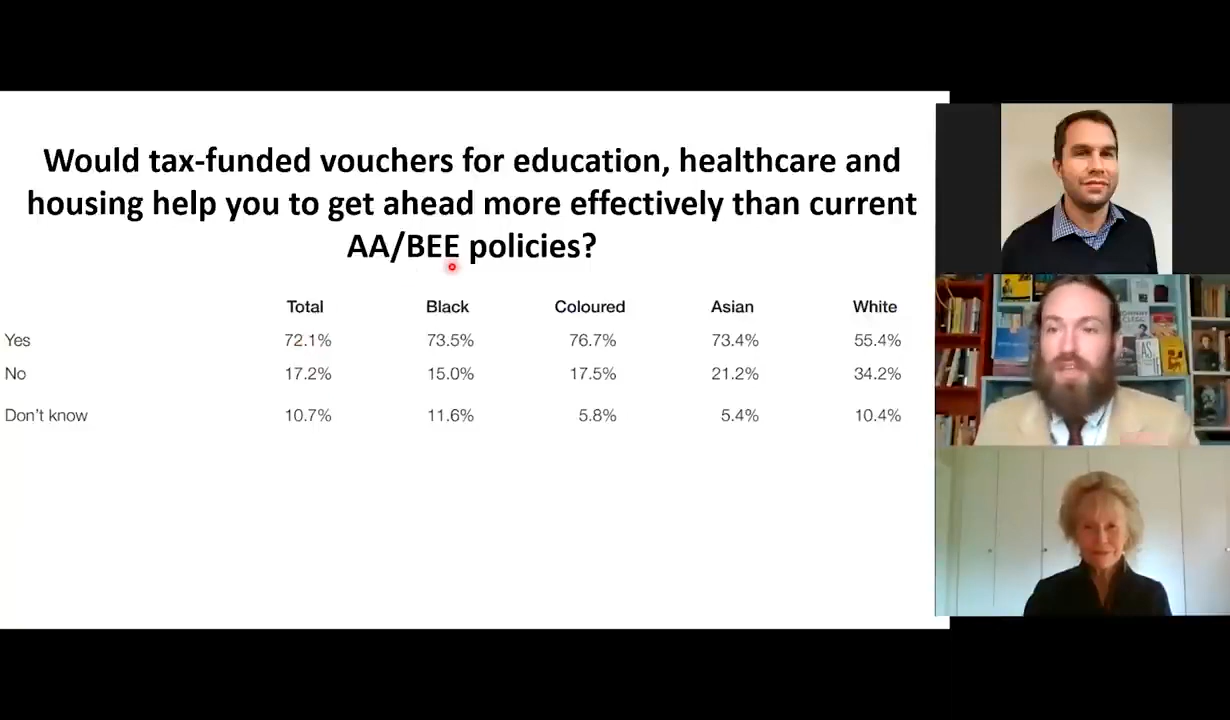 Would tax-funded vouchers for education, healthcare and
housing help you to get ahead more effectively than current
AA/BEE policies?
Total Black Coloured Asian White
Yes 72.1% 73.5% 76.7% 73.4% 55.4%
No 17.2% 15.0% 17.5% 21.2% 34.2%
Don't know 10.7% 11.6% 5.8% 5.4% 10.4%